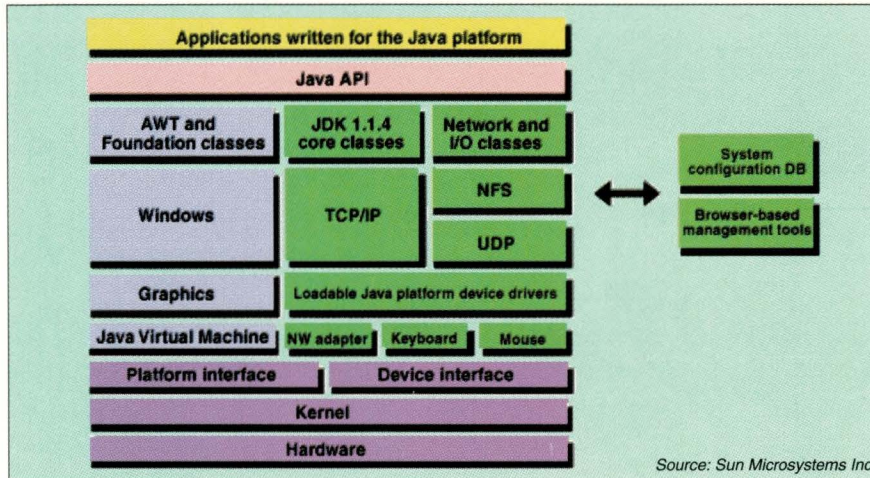 Applications written for the Java platform
Java API
AWT and
Foundation classes
JDK 1.1.4
core classes
Network and
I/O classes
Windows
TCP/IP
NFS
UDP
Graphics
Loadable Java platform device drivers
Java Virtual Machine
NW adapter
Keyboard
Mouse
Platform interface
Device interface
Kernel
Hardware
System
configuration DB
Browser-based
management tools
Source: Sun Microsystems Inc